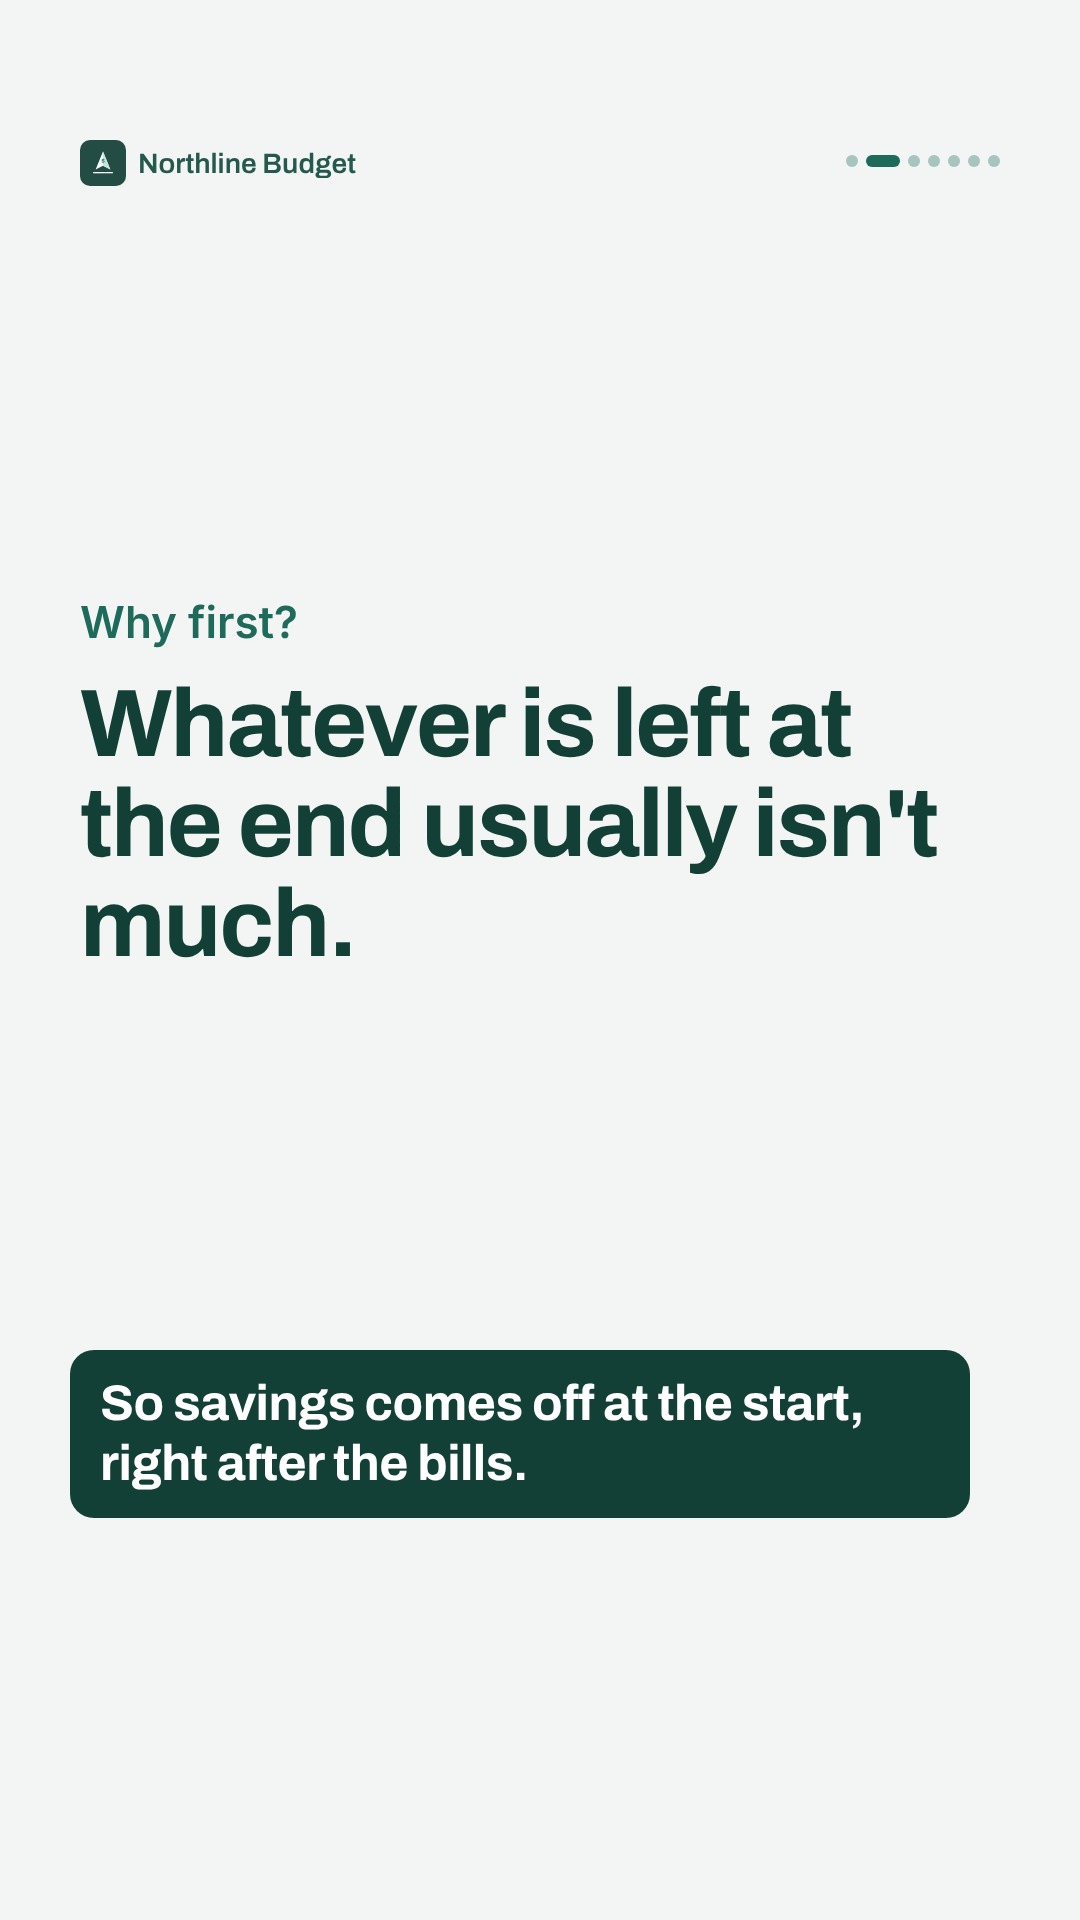 Northline Budget
Why first?
Whatever is left at
the end usually isn't
much.
So savings comes off at the start,
right after the bills.